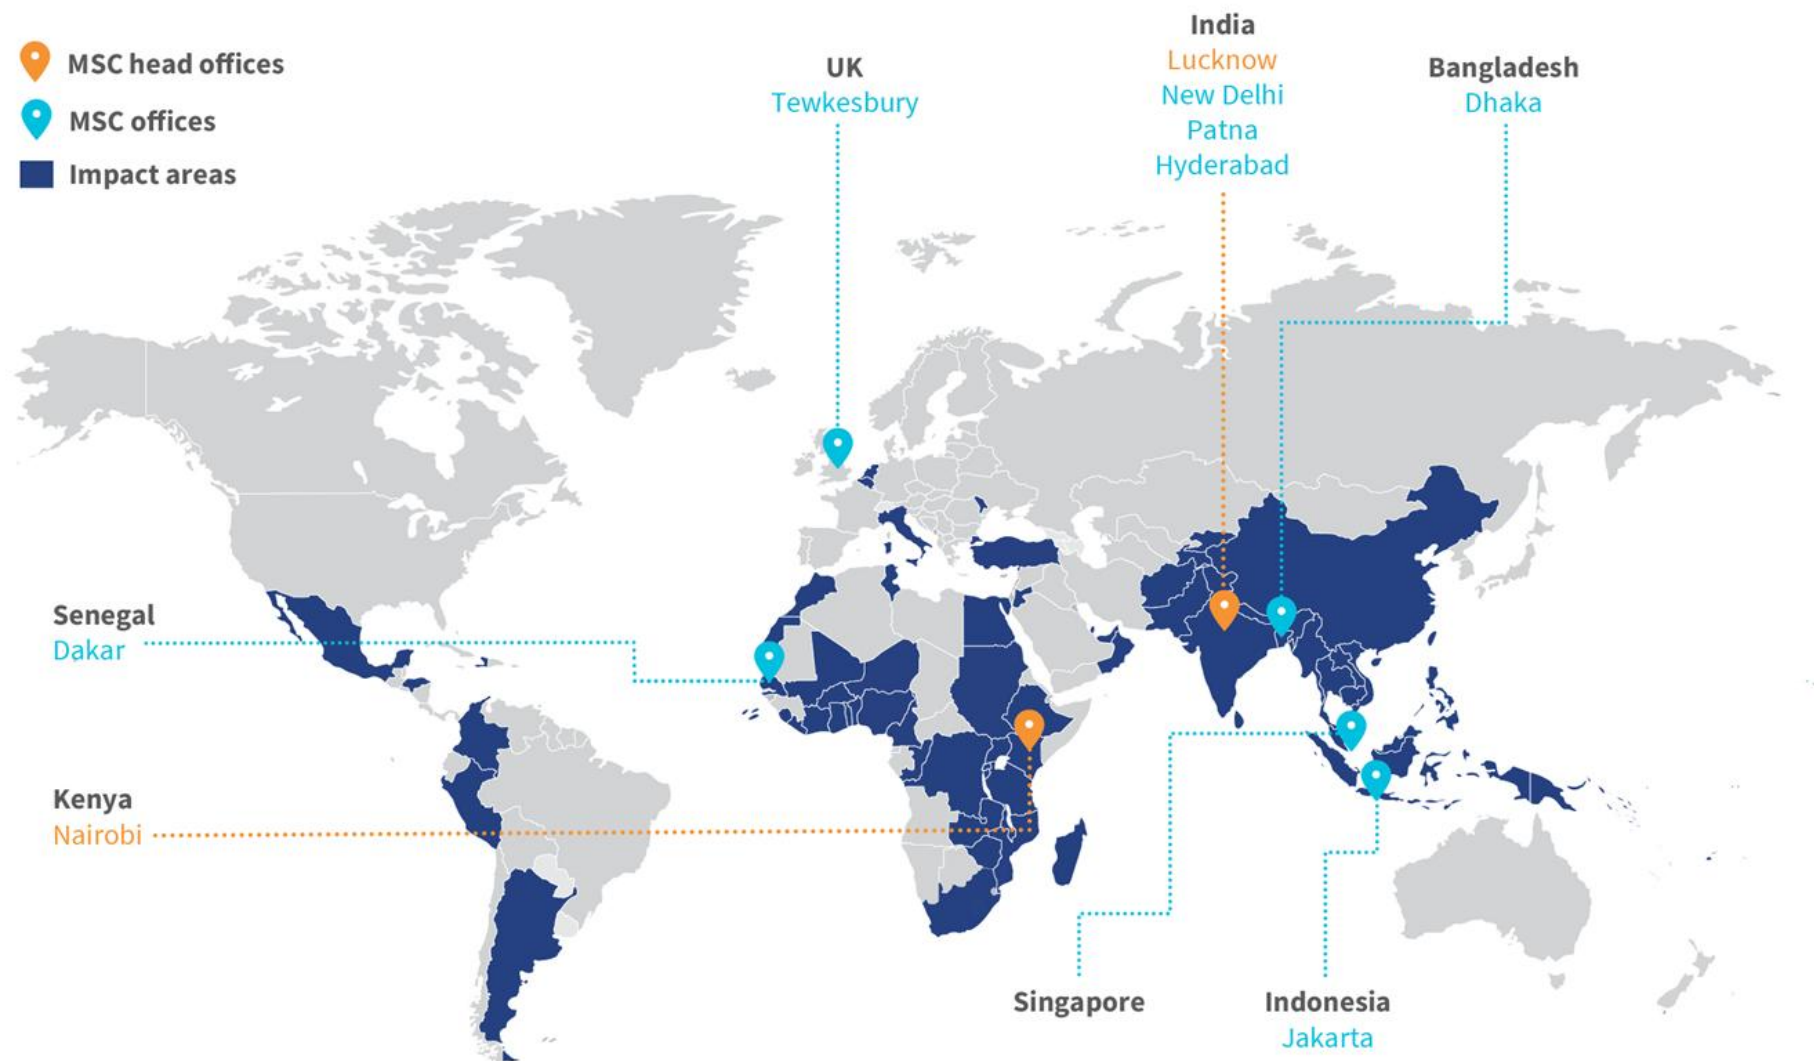 MSC head offices
MSC offices
Impact areas
UK
Tewkesbury
India
Lucknow
New Delhi
Patna
Hyderabad
Bangladesh
Dhaka
Senegal
Dakar
Kenya
Nairobi
Singapore
Indonesia
Jakarta